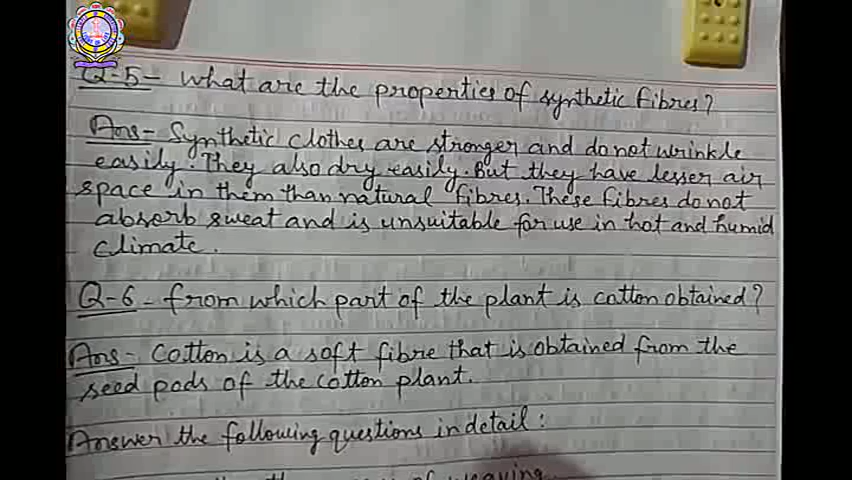 Q-5- what are the properties of synthetic fibres?
Ans- Synthetic clothes are stronger and do not wrinkle
easily. They also dry easily. But they have lesser air
space in them than natural fibres. These fibres do not
absorb sweat and is unsuitable for use in hot and humid
climate.
Q-6- from which part of the plant is cotton obtained?
Ans- Cotton is a soft fibre that is obtained from the
seed pods of the cotton plant.
Answer the following questions in detail:
of weaving